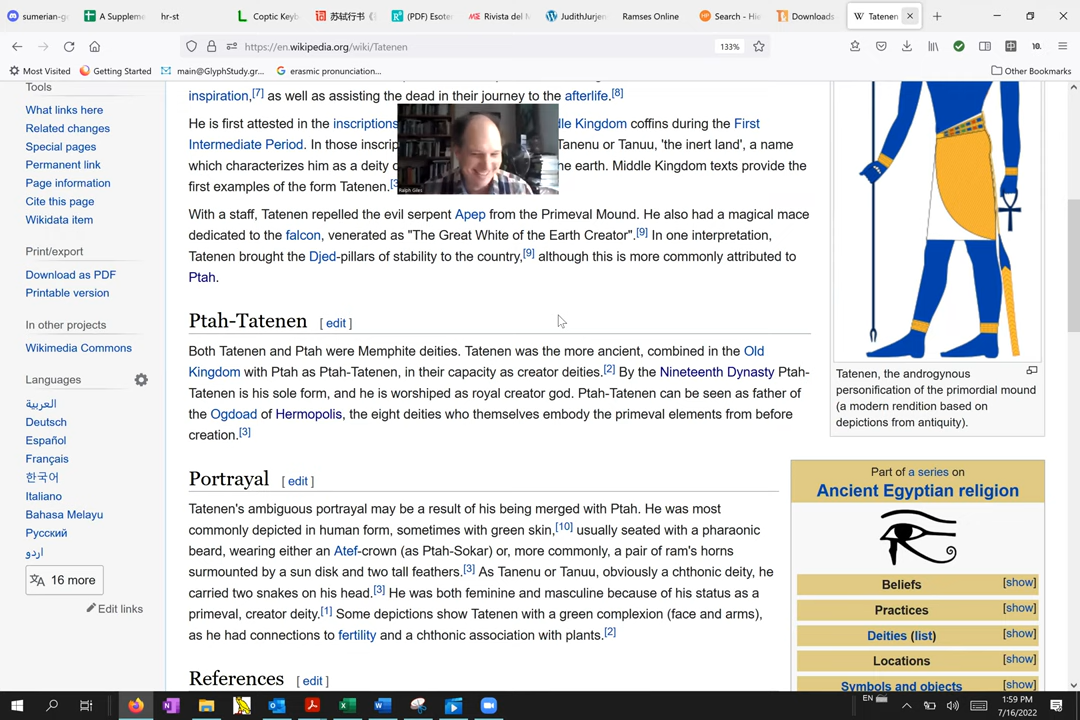 sumerian-g
A Suppleme
hr-st
Coptic Keyb
苏轼行书《
(PDF) Esoter
Rivista del M
JudithJurjen
Ramses Online
Search - Hie
Downloads
Tatenen
https://en.wikipedia.org/wiki/Tatenen
133%
Most Visited
Getting Started
main@GlyphStudy.gr...
erasmic pronunciation...
Other Bookmarks
Tools
What links here
Related changes
Special pages
Permanent link
Page information
Cite this page
Wikidata item
Print/export
Download as PDF
Printable version
In other projects
Wikimedia Commons
Languages
العربية
Deutsch
Español
Français
한국어
Italiano
Bahasa Melayu
Русский
اردو
16 more
Edit links
inspiration,[7] as well as assisting the dead in their journey to the afterlife.[8]
He is first attested in the inscriptions dle Kingdom coffins during the First
Intermediate Period. In those inscrip Tanenu or Tanuu, 'the inert land', a name
which characterizes him as a deity o he earth. Middle Kingdom texts provide the
first examples of the form Tatenen.
Ralph Giles
With a staff, Tatenen repelled the evil serpent Apep from the Primeval Mound. He also had a magical mace
dedicated to the falcon, venerated as "The Great White of the Earth Creator".[9] In one interpretation,
Tatenen brought the Djed-pillars of stability to the country,[9] although this is more commonly attributed to
Ptah.
Ptah-Tatenen [ edit ]
Both Tatenen and Ptah were Memphite deities. Tatenen was the more ancient, combined in the Old
Kingdom with Ptah as Ptah-Tatenen, in their capacity as creator deities.[2] By the Nineteenth Dynasty Ptah-
Tatenen is his sole form, and he is worshiped as royal creator god. Ptah-Tatenen can be seen as father of
the Ogdoad of Hermopolis, the eight deities who themselves embody the primeval elements from before
creation.[3]
Portrayal [ edit ]
Tatenen's ambiguous portrayal may be a result of his being merged with Ptah. He was most
commonly depicted in human form, sometimes with green skin,[10] usually seated with a pharaonic
beard, wearing either an Atef-crown (as Ptah-Sokar) or, more commonly, a pair of ram's horns
surmounted by a sun disk and two tall feathers.[3] As Tanenu or Tanuu, obviously a chthonic deity, he
carried two snakes on his head.[3] He was both feminine and masculine because of his status as a
primeval, creator deity.[1] Some depictions show Tatenen with a green complexion (face and arms),
as he had connections to fertility and a chthonic association with plants.[2]
References [ edit ]
Tatenen, the androgynous
personification of the primordial mound
(a modern rendition based on
depictions from antiquity).
Part of a series on
Ancient Egyptian religion
Beliefs [show]
Practices [show]
Deities (list) [show]
Locations [show]
Symbols and objects [show]
EN
1:59 PM
7/16/2022